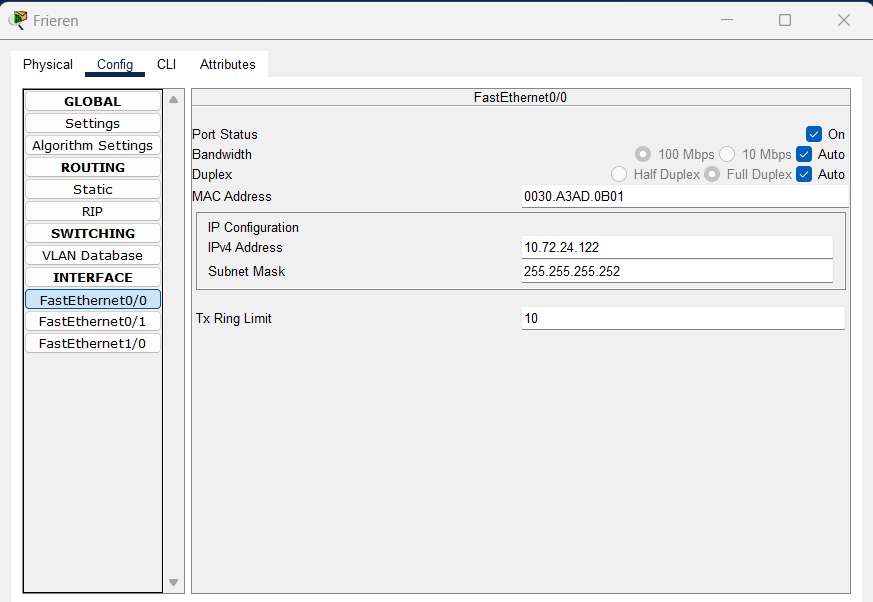 Frieren
Physical Config CLI Attributes
GLOBAL
Settings
Algorithm Settings
ROUTING
Static
RIP
SWITCHING
VLAN Database
INTERFACE
FastEthernet0/0
FastEthernet0/1
FastEthernet1/0
FastEthernet0/0
Port Status On
Bandwidth 100 Mbps 10 Mbps Auto
Duplex Half Duplex Full Duplex Auto
MAC Address 0030.A3AD.0B01
IP Configuration
IPv4 Address 10.72.24.122
Subnet Mask 255.255.255.252
Tx Ring Limit 10